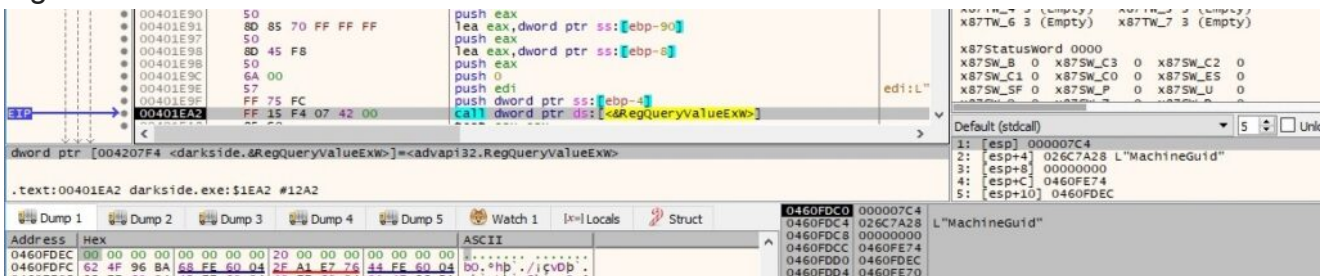 00401E90 50 push eax
00401E91 8D 85 70 FF FF FF lea eax,dword ptr ss:[ebp-90]
00401E97 50 push eax
00401E98 8D 45 F8 lea eax,dword ptr ss:[ebp-8]
00401E9B 50 push eax
00401E9C 6A 00 push 0
00401E9E 57 push edi edi:L"
00401E9F FF 75 FC push dword ptr ss:[ebp-4]
EIP 00401EA2 FF 15 F4 07 42 00 call dword ptr ds:[<&RegQueryValueExW>]
x87TW_6 3 (Empty) x87TW_7 3 (Empty)
x87StatusWord 0000
x87SW_B 0 x87SW_C3 0 x87SW_C2 0
x87SW_C1 0 x87SW_C0 0 x87SW_ES 0
x87SW_SF 0 x87SW_P 0 x87SW_U 0
Default (stdcall) 5
1: [esp] 000007C4
2: [esp+4] 026C7A28 L"MachineGuid"
3: [esp+8] 00000000
4: [esp+C] 0460FE74
5: [esp+10] 0460FDEC
dword ptr [004207F4 <darkside.&RegQueryValueExW>]=<advapi32.RegQueryValueExW>
.text:00401EA2 darkside.exe:$1EA2 #12A2
Dump 1 Dump 2 Dump 3 Dump 4 Dump 5 Watch 1 [x=] Locals Struct
Address Hex ASCII
0460FDEC 00 00 00 00 00 00 00 00 20 00 00 00 00 00 00 00
0460FDFC 62 4F 96 BA 68 FE 60 04 2F A1 E7 76 44 FE 60 04 bO.ºhþ`./¡çvDþ`.
0460FDC0 000007C4
0460FDC4 026C7A28 L"MachineGuid"
0460FDC8 00000000
0460FDCC 0460FE74
0460FDD0 0460FDEC
0460FDD4 0460FE70